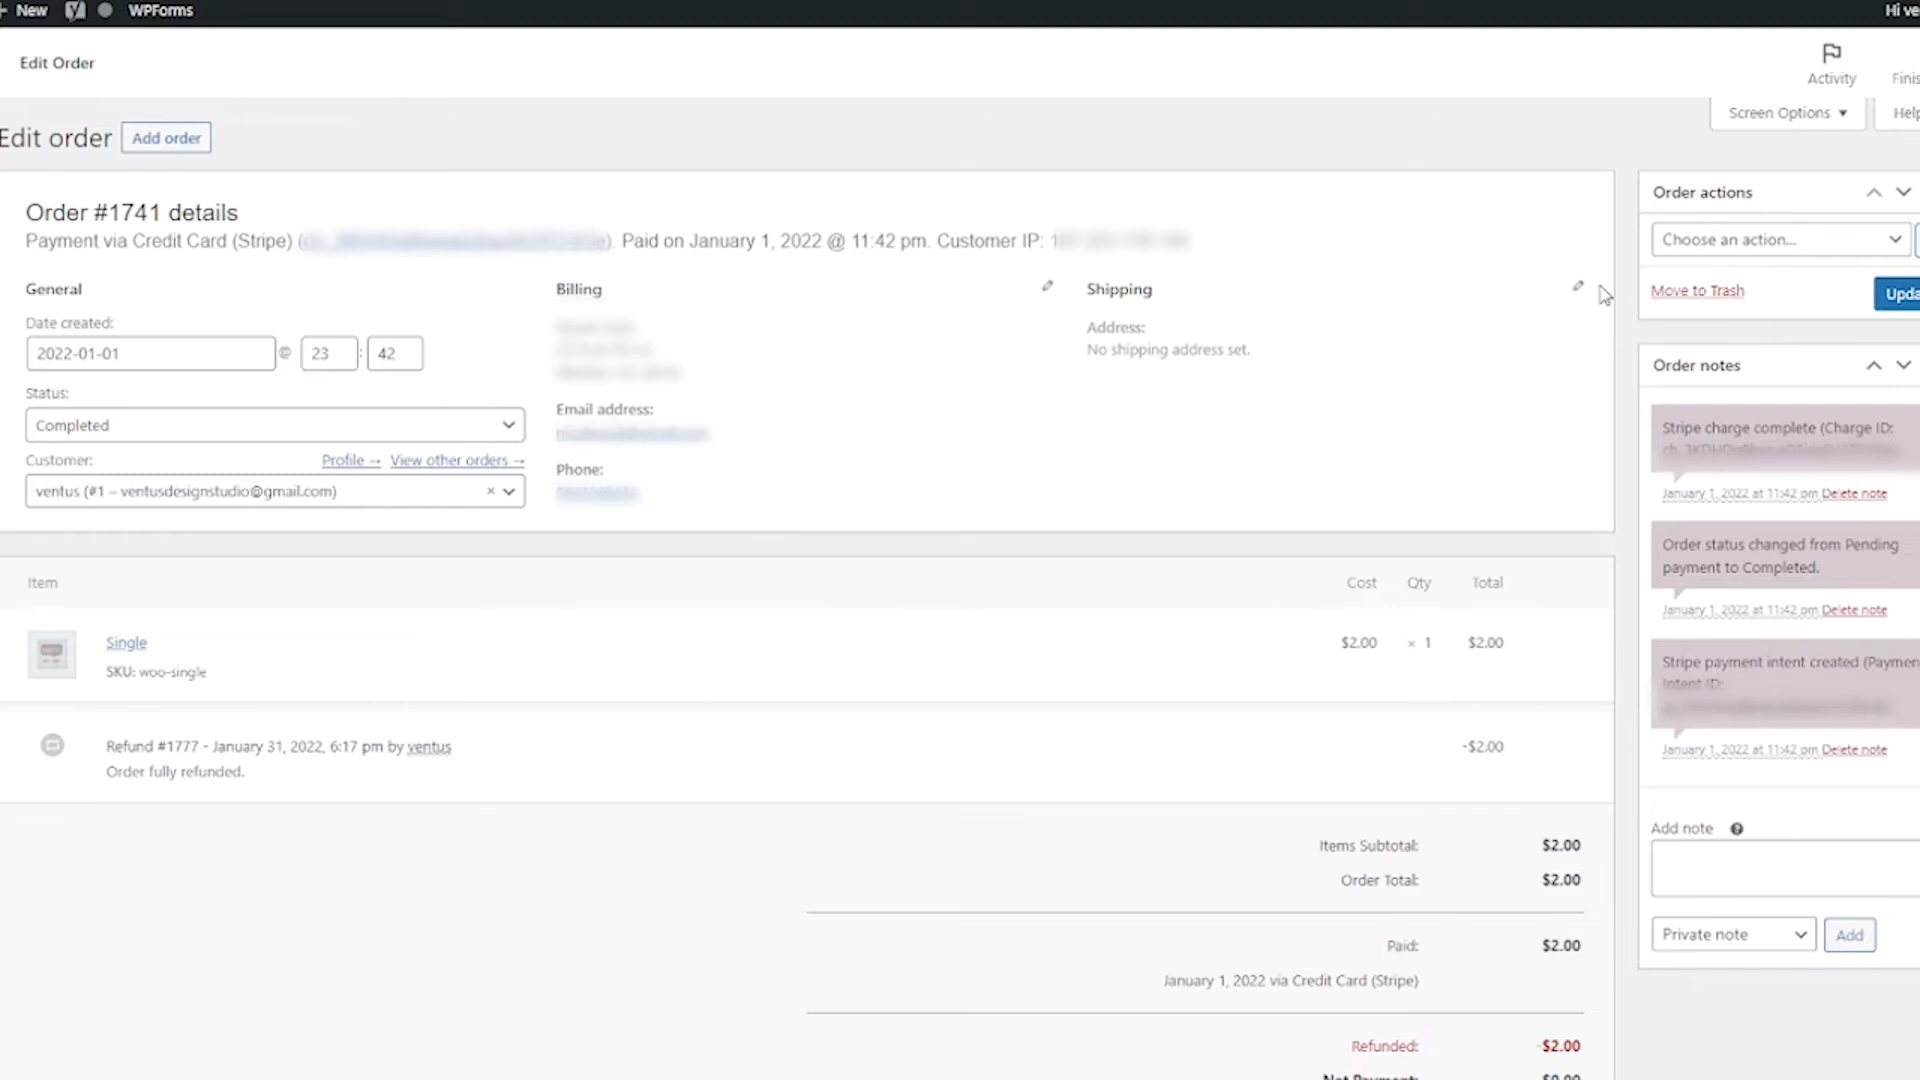 + New WPForms Hi ve
Edit Order
Activity
Finis
Screen Options ▾
Help
Edit order Add order
Order #1741 details
Payment via Credit Card (Stripe) ( ). Paid on January 1, 2022 @ 11:42 pm. Customer IP:
General
Date created:
2022-01-01 @ 23 : 42
Status:
Completed
Customer: Profile → View other orders →
ventus (#1 – ventusdesignstudio@gmail.com) ×
Billing
Email address:
Phone:
Shipping
Address:
No shipping address set.
Item Cost Qty Total
Single $2.00 × 1 $2.00
SKU: woo-single
Refund #1777 - January 31, 2022, 6:17 pm by ventus -$2.00
Order fully refunded.
Items Subtotal: $2.00
Order Total: $2.00
Paid: $2.00
January 1, 2022 via Credit Card (Stripe)
Refunded: -$2.00
Net Payment: $0.00
Order actions
Choose an action...
Move to Trash
Upda
Order notes
Stripe charge complete (Charge ID:
January 1, 2022 at 11:42 pm Delete note
Order status changed from Pending
payment to Completed.
January 1, 2022 at 11:42 pm Delete note
Stripe payment intent created (Paymen
Intent ID:
January 1, 2022 at 11:42 pm Delete note
Add note
Private note Add